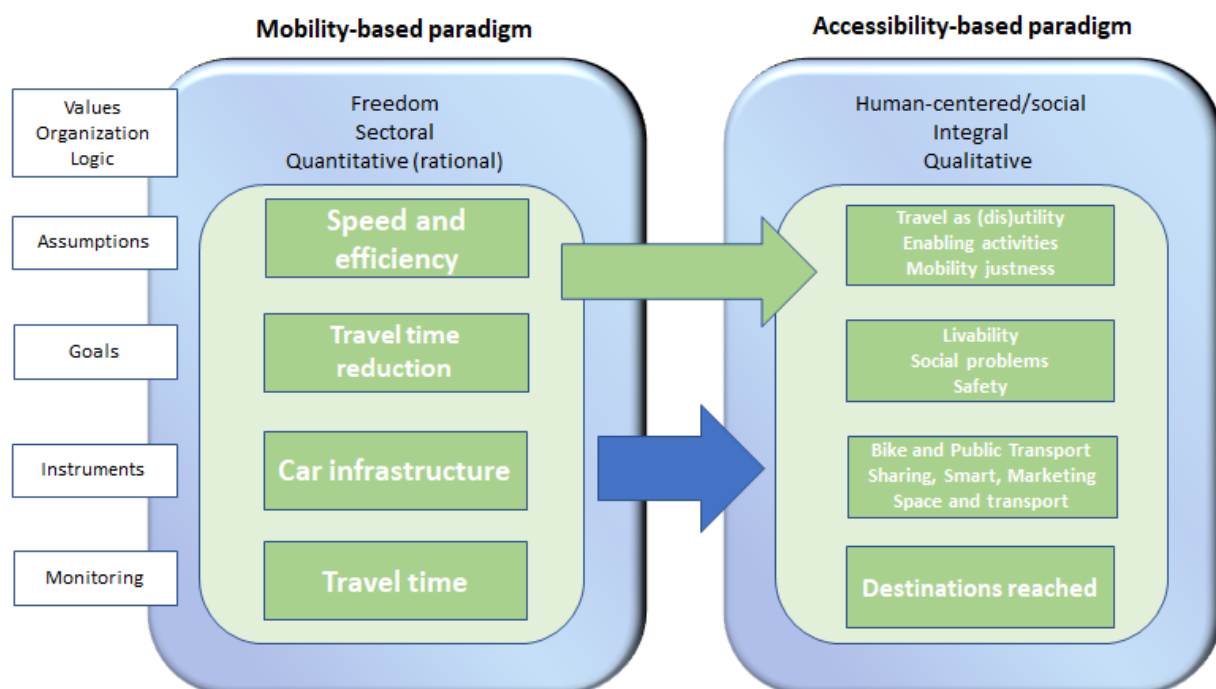 Mobility-based paradigm
Accessibility-based paradigm
Values
Organization
Logic
Freedom
Sectoral
Quantitative (rational)
Human-centered/social
Integral
Qualitative
Assumptions
Speed and
efficiency
Travel as (dis)utility
Enabling activities
Mobility justness
Goals
Travel time
reduction
Livability
Social problems
Safety
Instruments
Car infrastructure
Bike and Public Transport
Sharing, Smart, Marketing
Space and transport
Monitoring
Travel time
Destinations reached